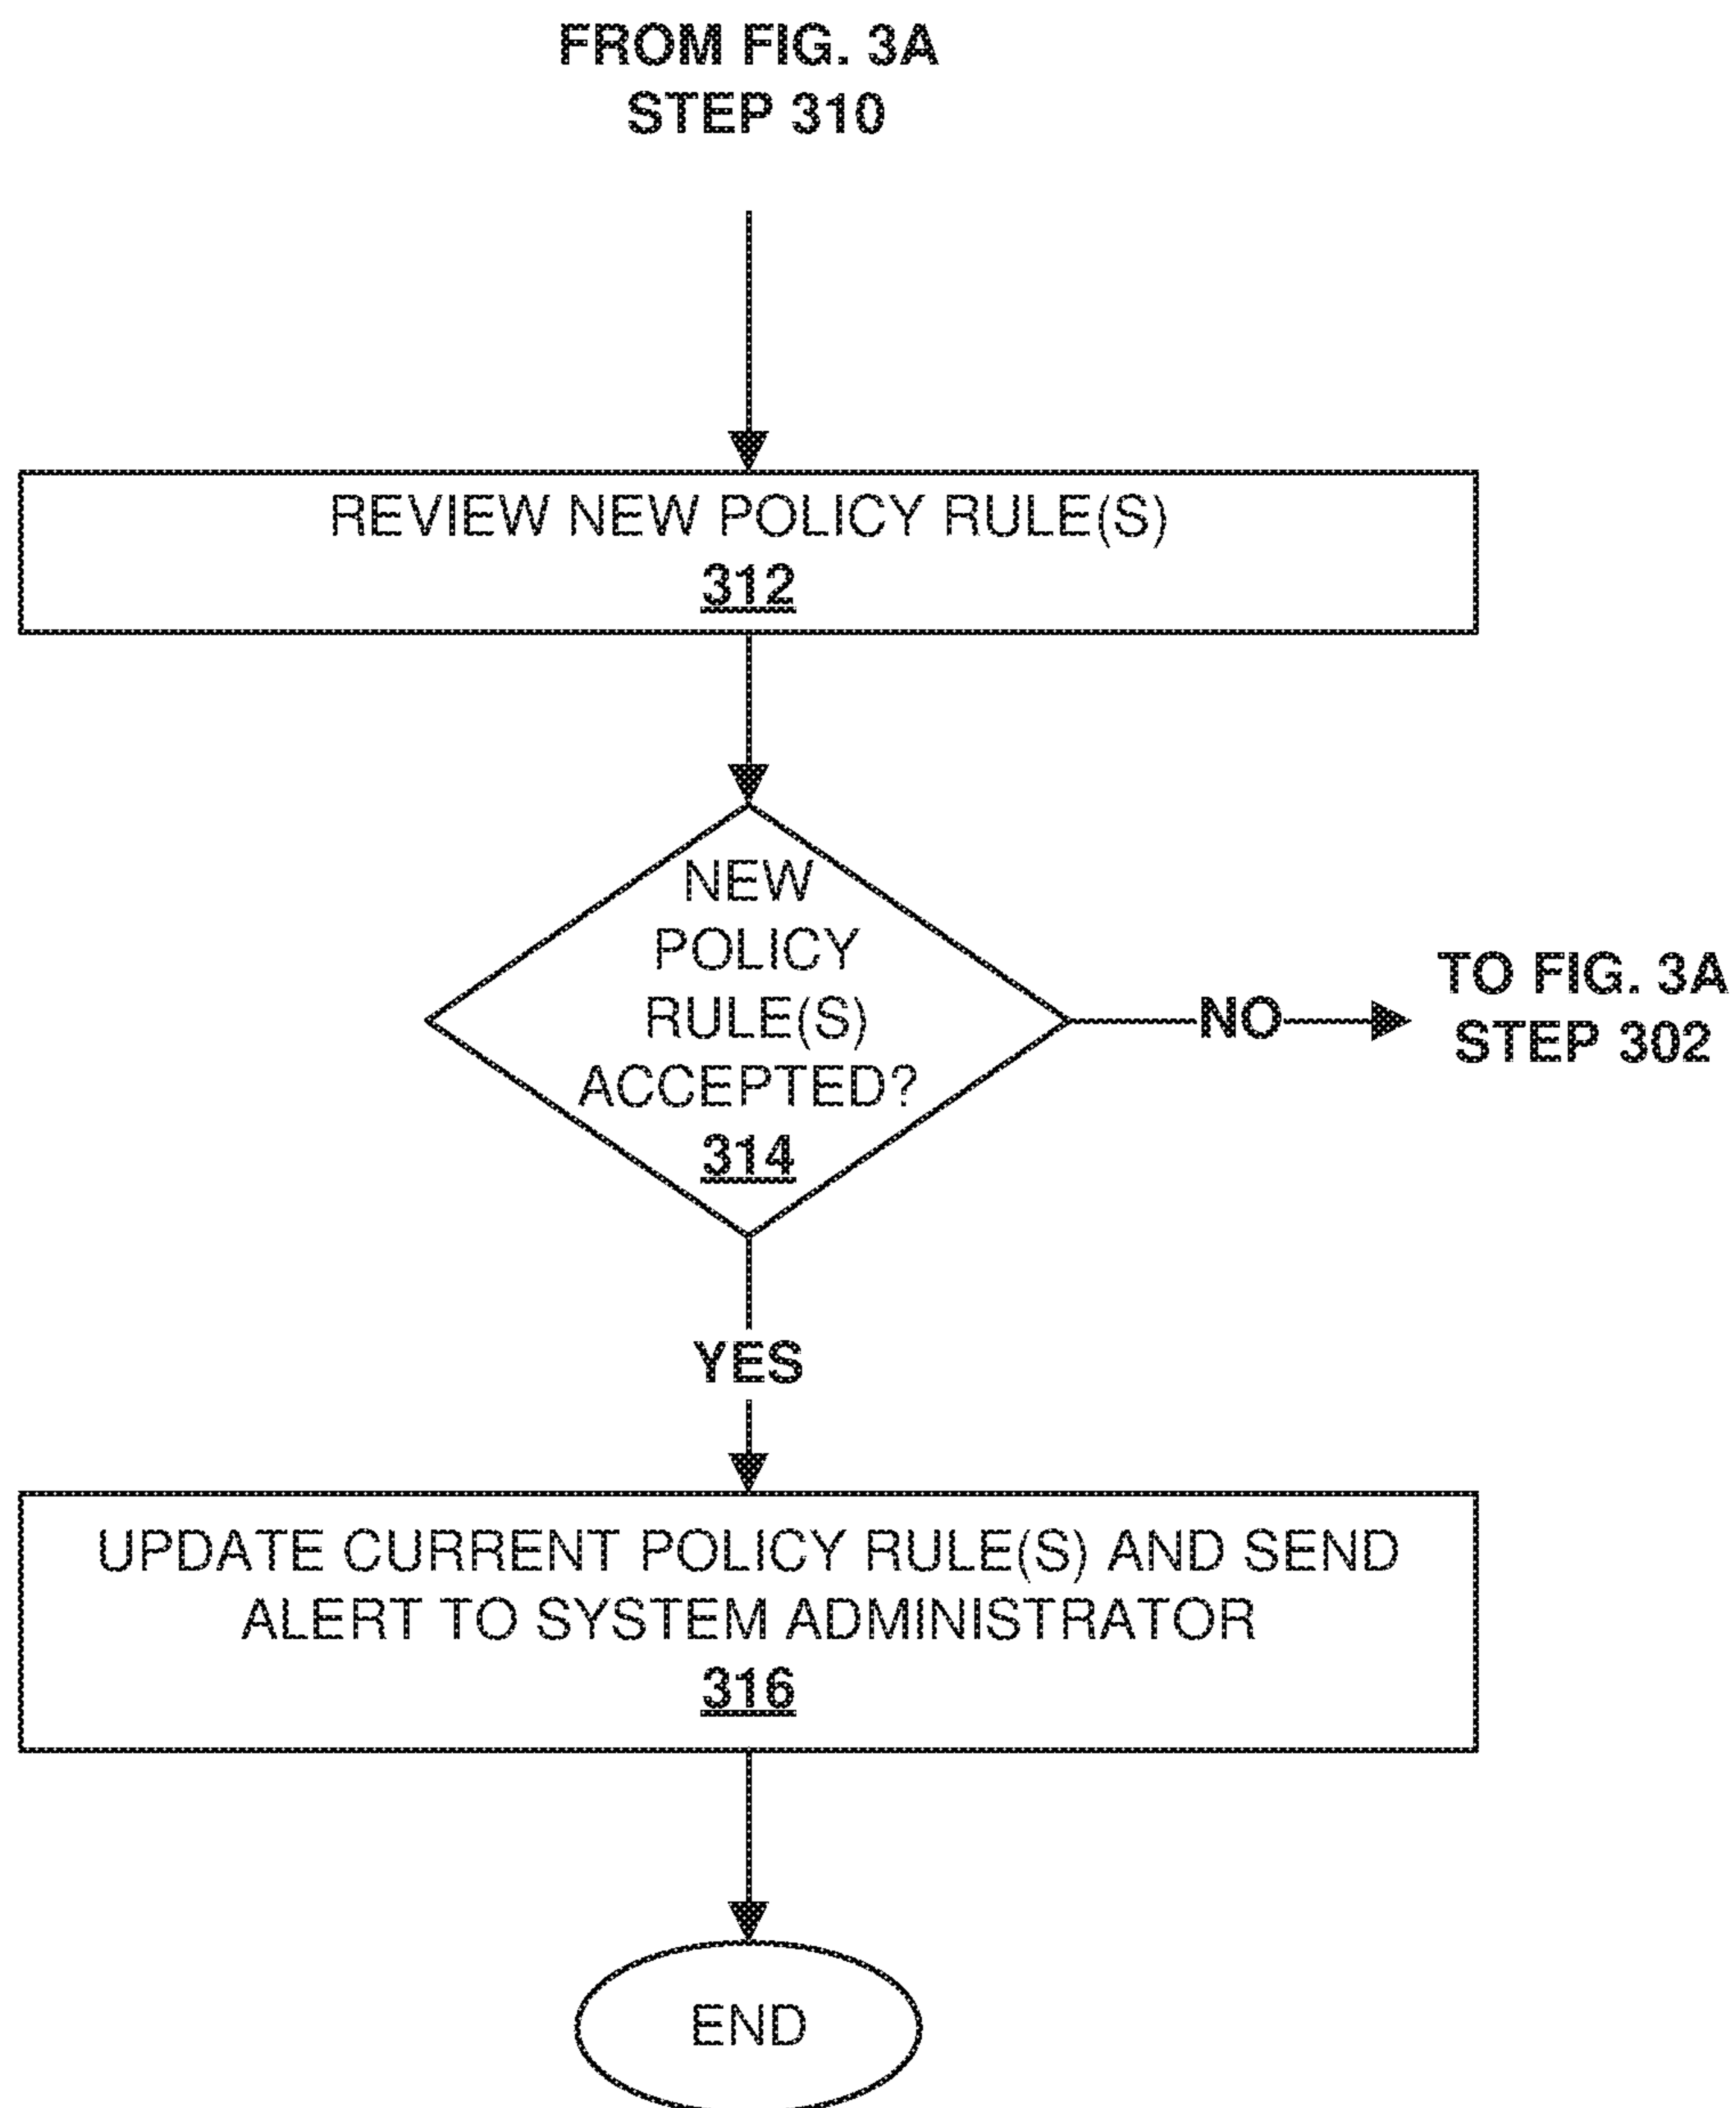 FROM FIG. 3A
STEP 310
REVIEW NEW POLICY RULE(S)
312
NEW
POLICY
RULE(S)
ACCEPTED?
314
NO
TO FIG. 3A
STEP 302
YES
UPDATE CURRENT POLICY RULE(S) AND SEND
ALERT TO SYSTEM ADMINISTRATOR
316
END